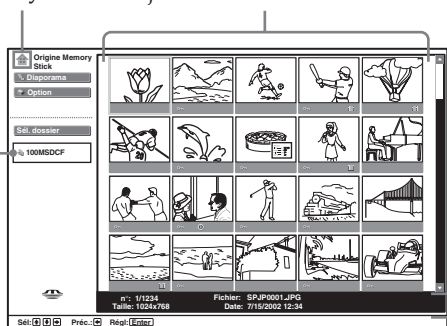 Origine Memory
Stick
Diaporama
Option
Sél. dossier
100MSDCF
n°: 1/1234 Fichier: SPJP0001.JPG
Taille: 1024x768 Date: 7/15/2002 12:34
Sél: Préc.: Régl: Enter